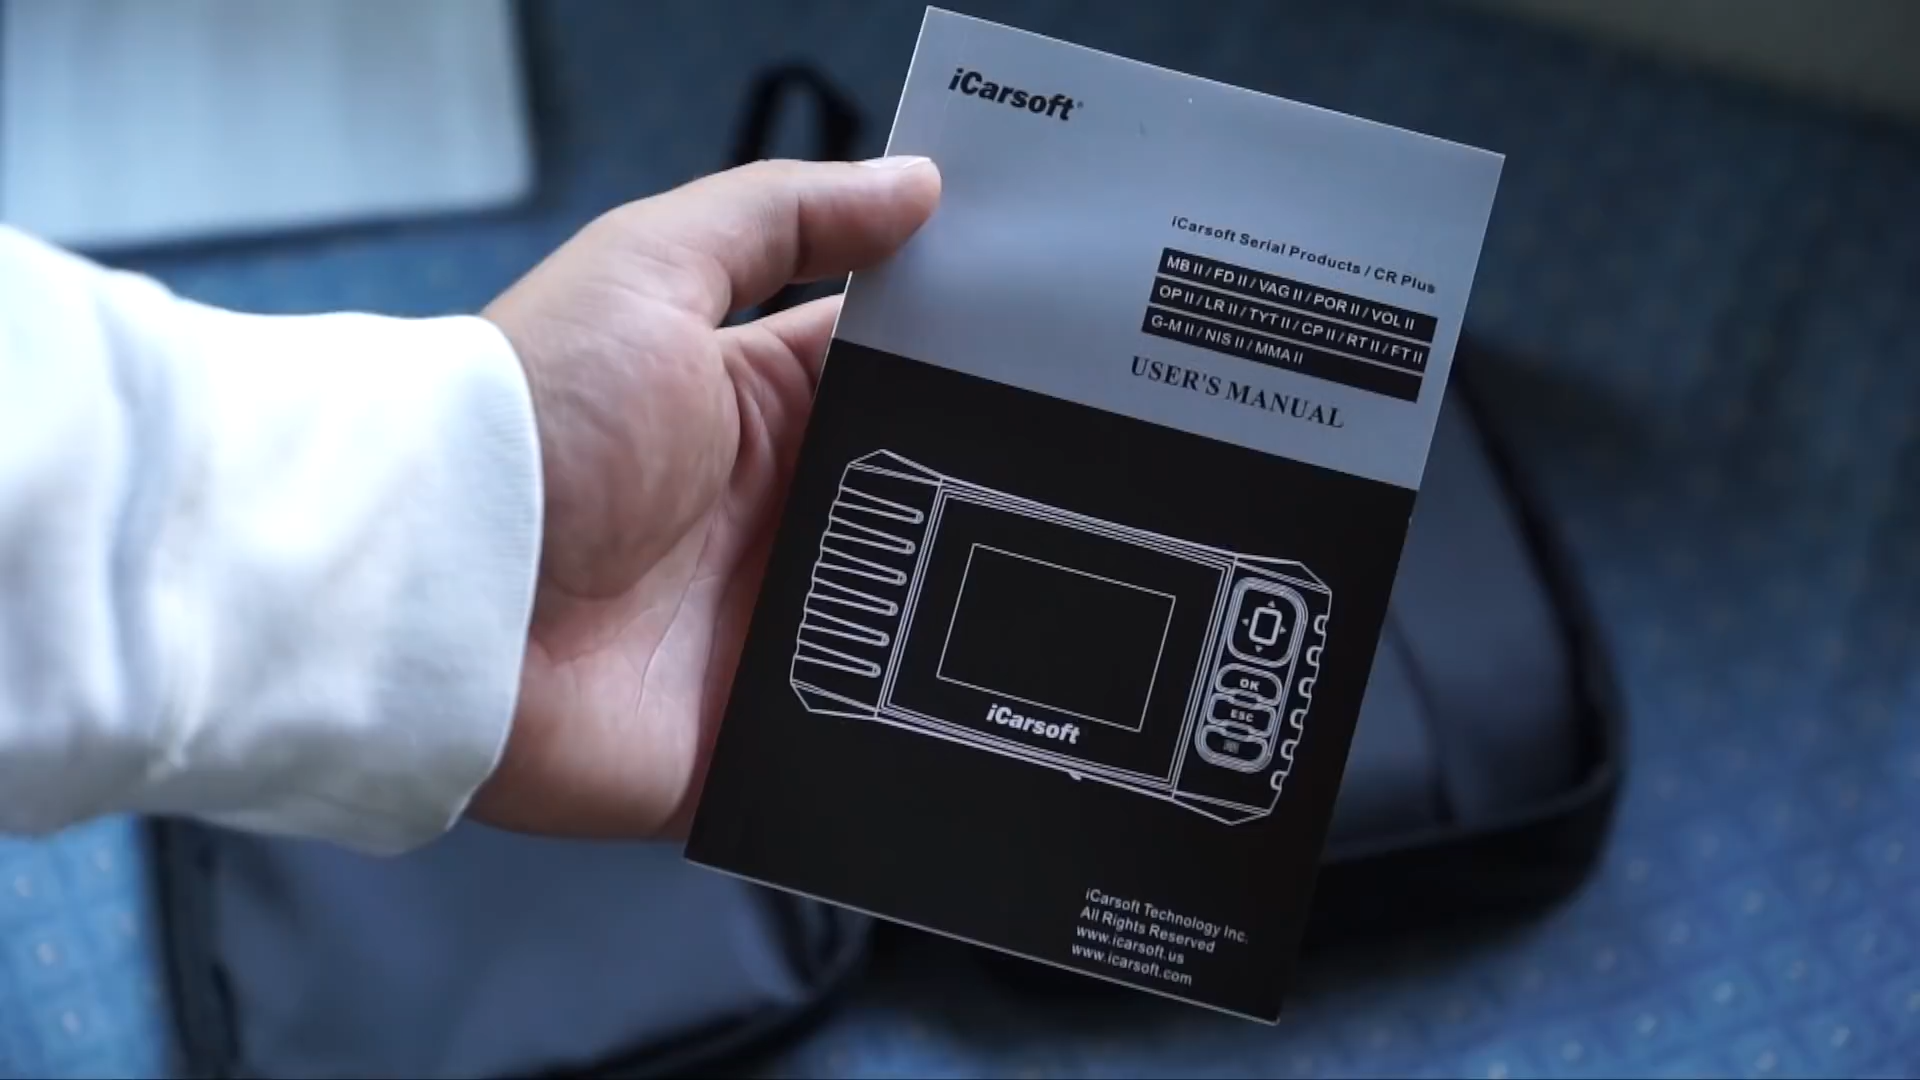 iCarsoft®
iCarsoft Serial Products / CR Plus
MB II / FD II / VAG II / POR II / VOL II
OP II / LR II / TYT II / CP II / RT II / FT II
G-M II / NIS II / MMA II
USER'S MANUAL
OK
ESC
iCarsoft
iCarsoft Technology Inc.
All Rights Reserved
www.icarsoft.us
www.icarsoft.com